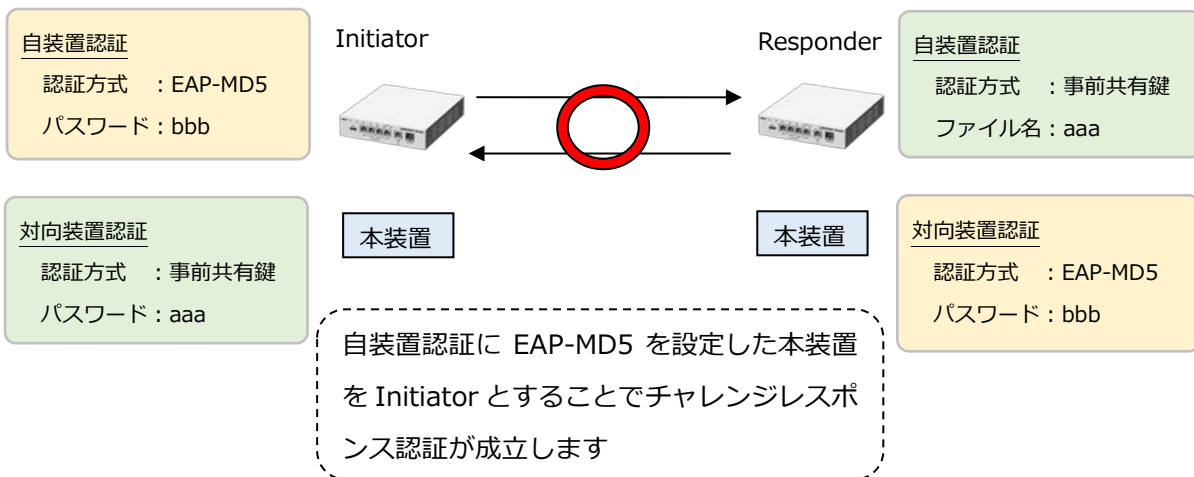 自装置認証
認証方式 ：EAP-MD5
パスワード：bbb
Initiator
Responder
自装置認証
認証方式 ：事前共有鍵
ファイル名：aaa
対向装置認証
認証方式 ：事前共有鍵
パスワード：aaa
本装置
本装置
対向装置認証
認証方式 ：EAP-MD5
パスワード：bbb
自装置認証に EAP-MD5 を設定した本装置
を Initiator とすることでチャレンジレスポ
ンス認証が成立します